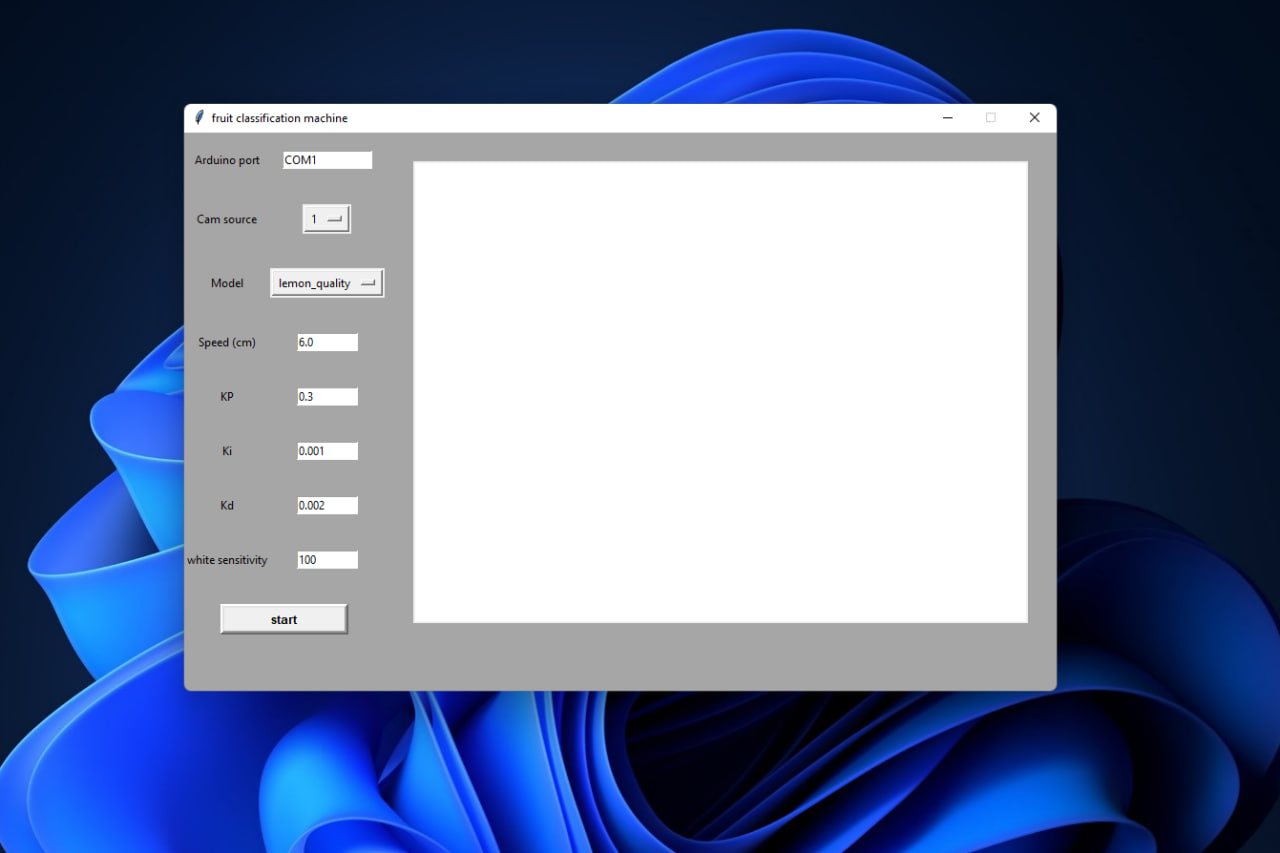 fruit classification machine
Arduino port COM1
Cam source 1
Model lemon_quality
Speed (cm) 6.0
KP 0.3
Ki 0.001
Kd 0.002
white sensitivity 100
start